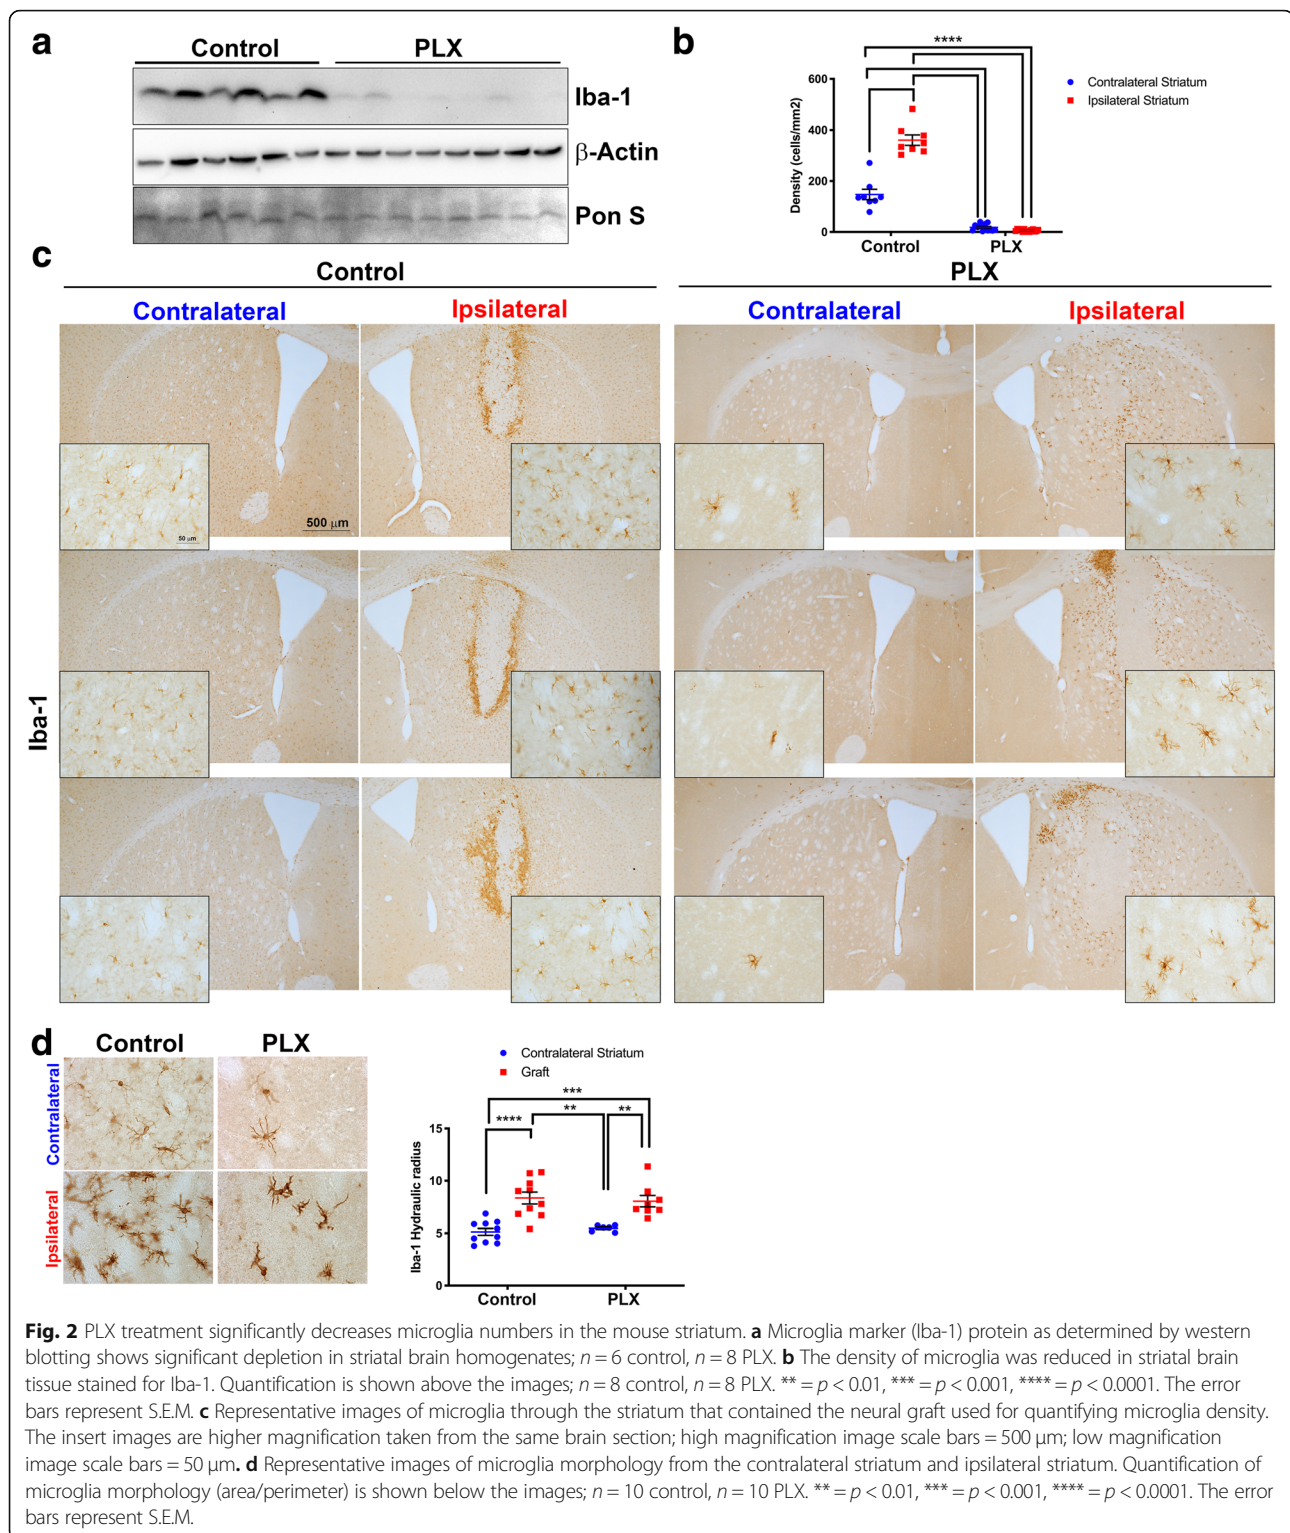 a
Control
PLX
Iba-1
β-Actin
Pon S
b
****
600
400
200
0
Density (cells/mm2)
Control
PLX
Contralateral Striatum
Ipsilateral Striatum
c
Control
PLX
Contralateral
Ipsilateral
Contralateral
Ipsilateral
500 μm
50 μm
Iba-1
d
Control
PLX
Contralateral
Ipsilateral
Contralateral Striatum
Graft
***
**
**
****
15
10
5
0
Iba-1 Hydraulic radius
Control
PLX
Fig. 2 PLX treatment significantly decreases microglia numbers in the mouse striatum. a Microglia marker (Iba-1) protein as determined by western
blotting shows significant depletion in striatal brain homogenates; n = 6 control, n = 8 PLX. b The density of microglia was reduced in striatal brain
tissue stained for Iba-1. Quantification is shown above the images; n = 8 control, n = 8 PLX. ** = p < 0.01, *** = p < 0.001, **** = p < 0.0001. The error
bars represent S.E.M. c Representative images of microglia through the striatum that contained the neural graft used for quantifying microglia density.
The insert images are higher magnification taken from the same brain section; high magnification image scale bars = 500 μm; low magnification
image scale bars = 50 μm. d Representative images of microglia morphology from the contralateral striatum and ipsilateral striatum. Quantification of
microglia morphology (area/perimeter) is shown below the images; n = 10 control, n = 10 PLX. ** = p < 0.01, *** = p < 0.001, **** = p < 0.0001. The error
bars represent S.E.M.